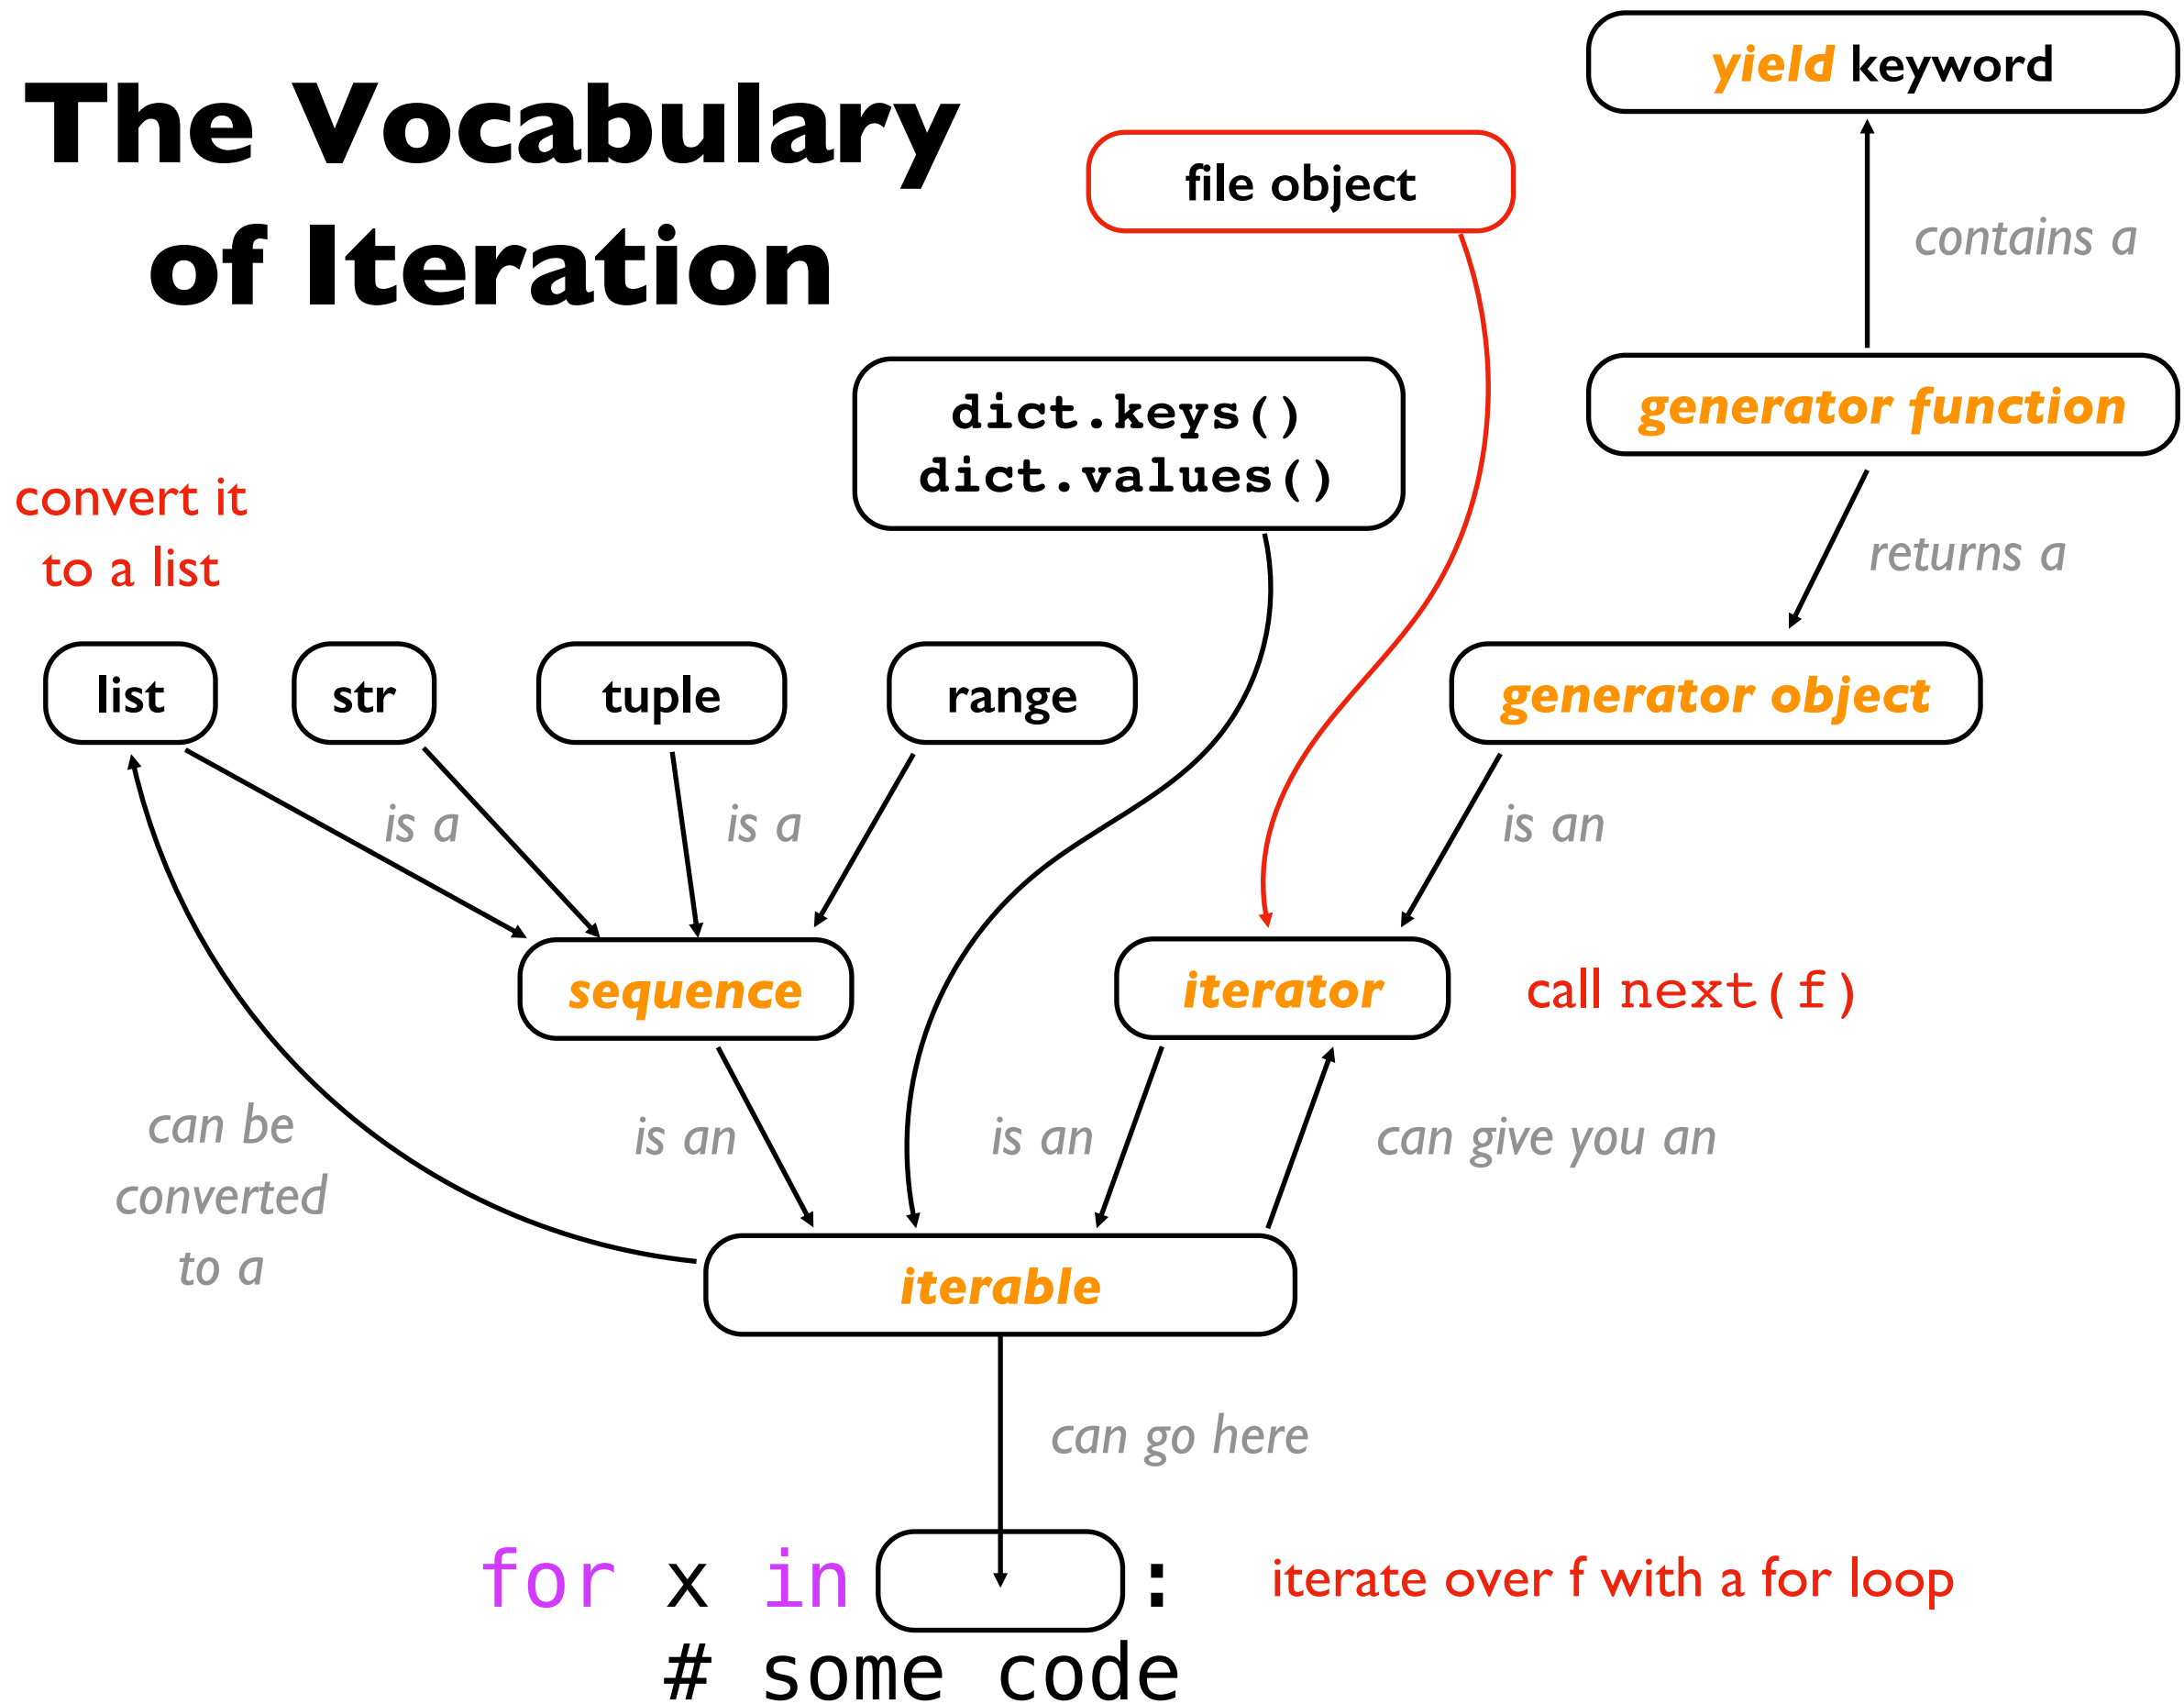 The Vocabulary
of Iteration
yield keyword
file object
contains a
dict.keys()
dict.values()
generator function
convert it
to a list
returns a
list
str
tuple
range
generator object
is a
is a
is an
sequence
iterator
call next(f)
can be
converted
to a
is an
is an
can give you an
iterable
can go here
for x in :
iterate over f with a for loop
# some code